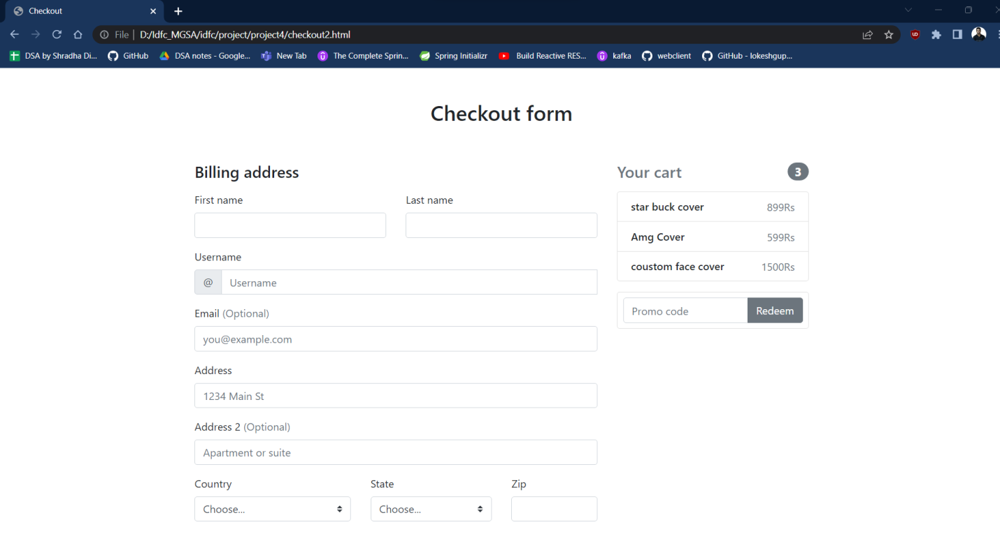 Checkout
File | D:/Idfc_MGSA/idfc/project/project4/checkout2.html
DSA by Shradha Di... GitHub DSA notes - Google... New Tab The Complete Sprin... Spring Initializr Build Reactive RES... kafka webclient GitHub - lokeshgup...
Checkout form
Billing address
First name Last name
Username
@ Username
Email (Optional)
you@example.com
Address
1234 Main St
Address 2 (Optional)
Apartment or suite
Country State Zip
Choose... Choose...
Your cart 3
star buck cover 899Rs
Amg Cover 599Rs
coustom face cover 1500Rs
Promo code Redeem